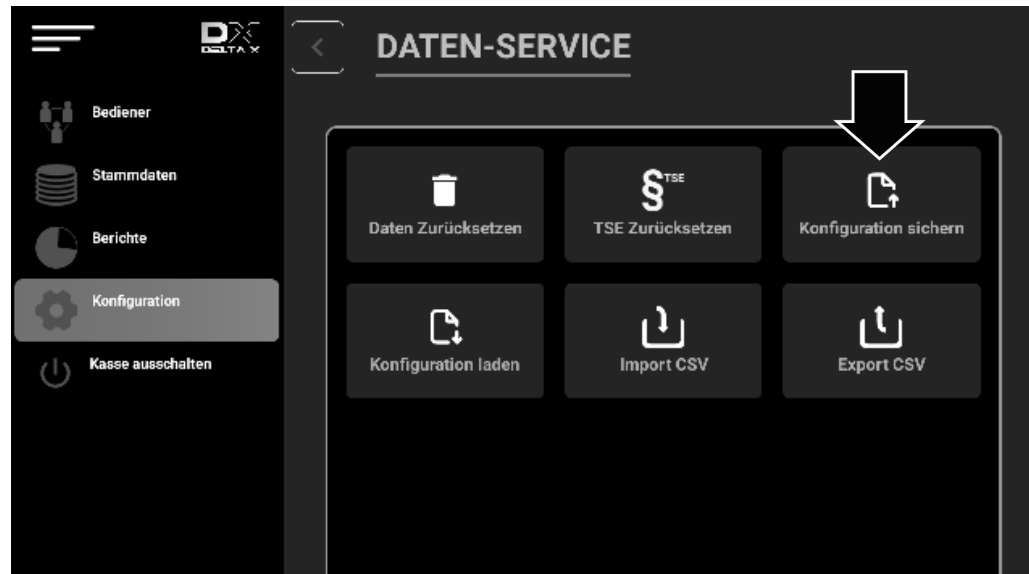 DX
DELTA X
DATEN-SERVICE
Bediener
Stammdaten
Berichte
Konfiguration
Kasse ausschalten
Daten Zurücksetzen
§TSE
TSE Zurücksetzen
Konfiguration sichern
Konfiguration laden
Import CSV
Export CSV